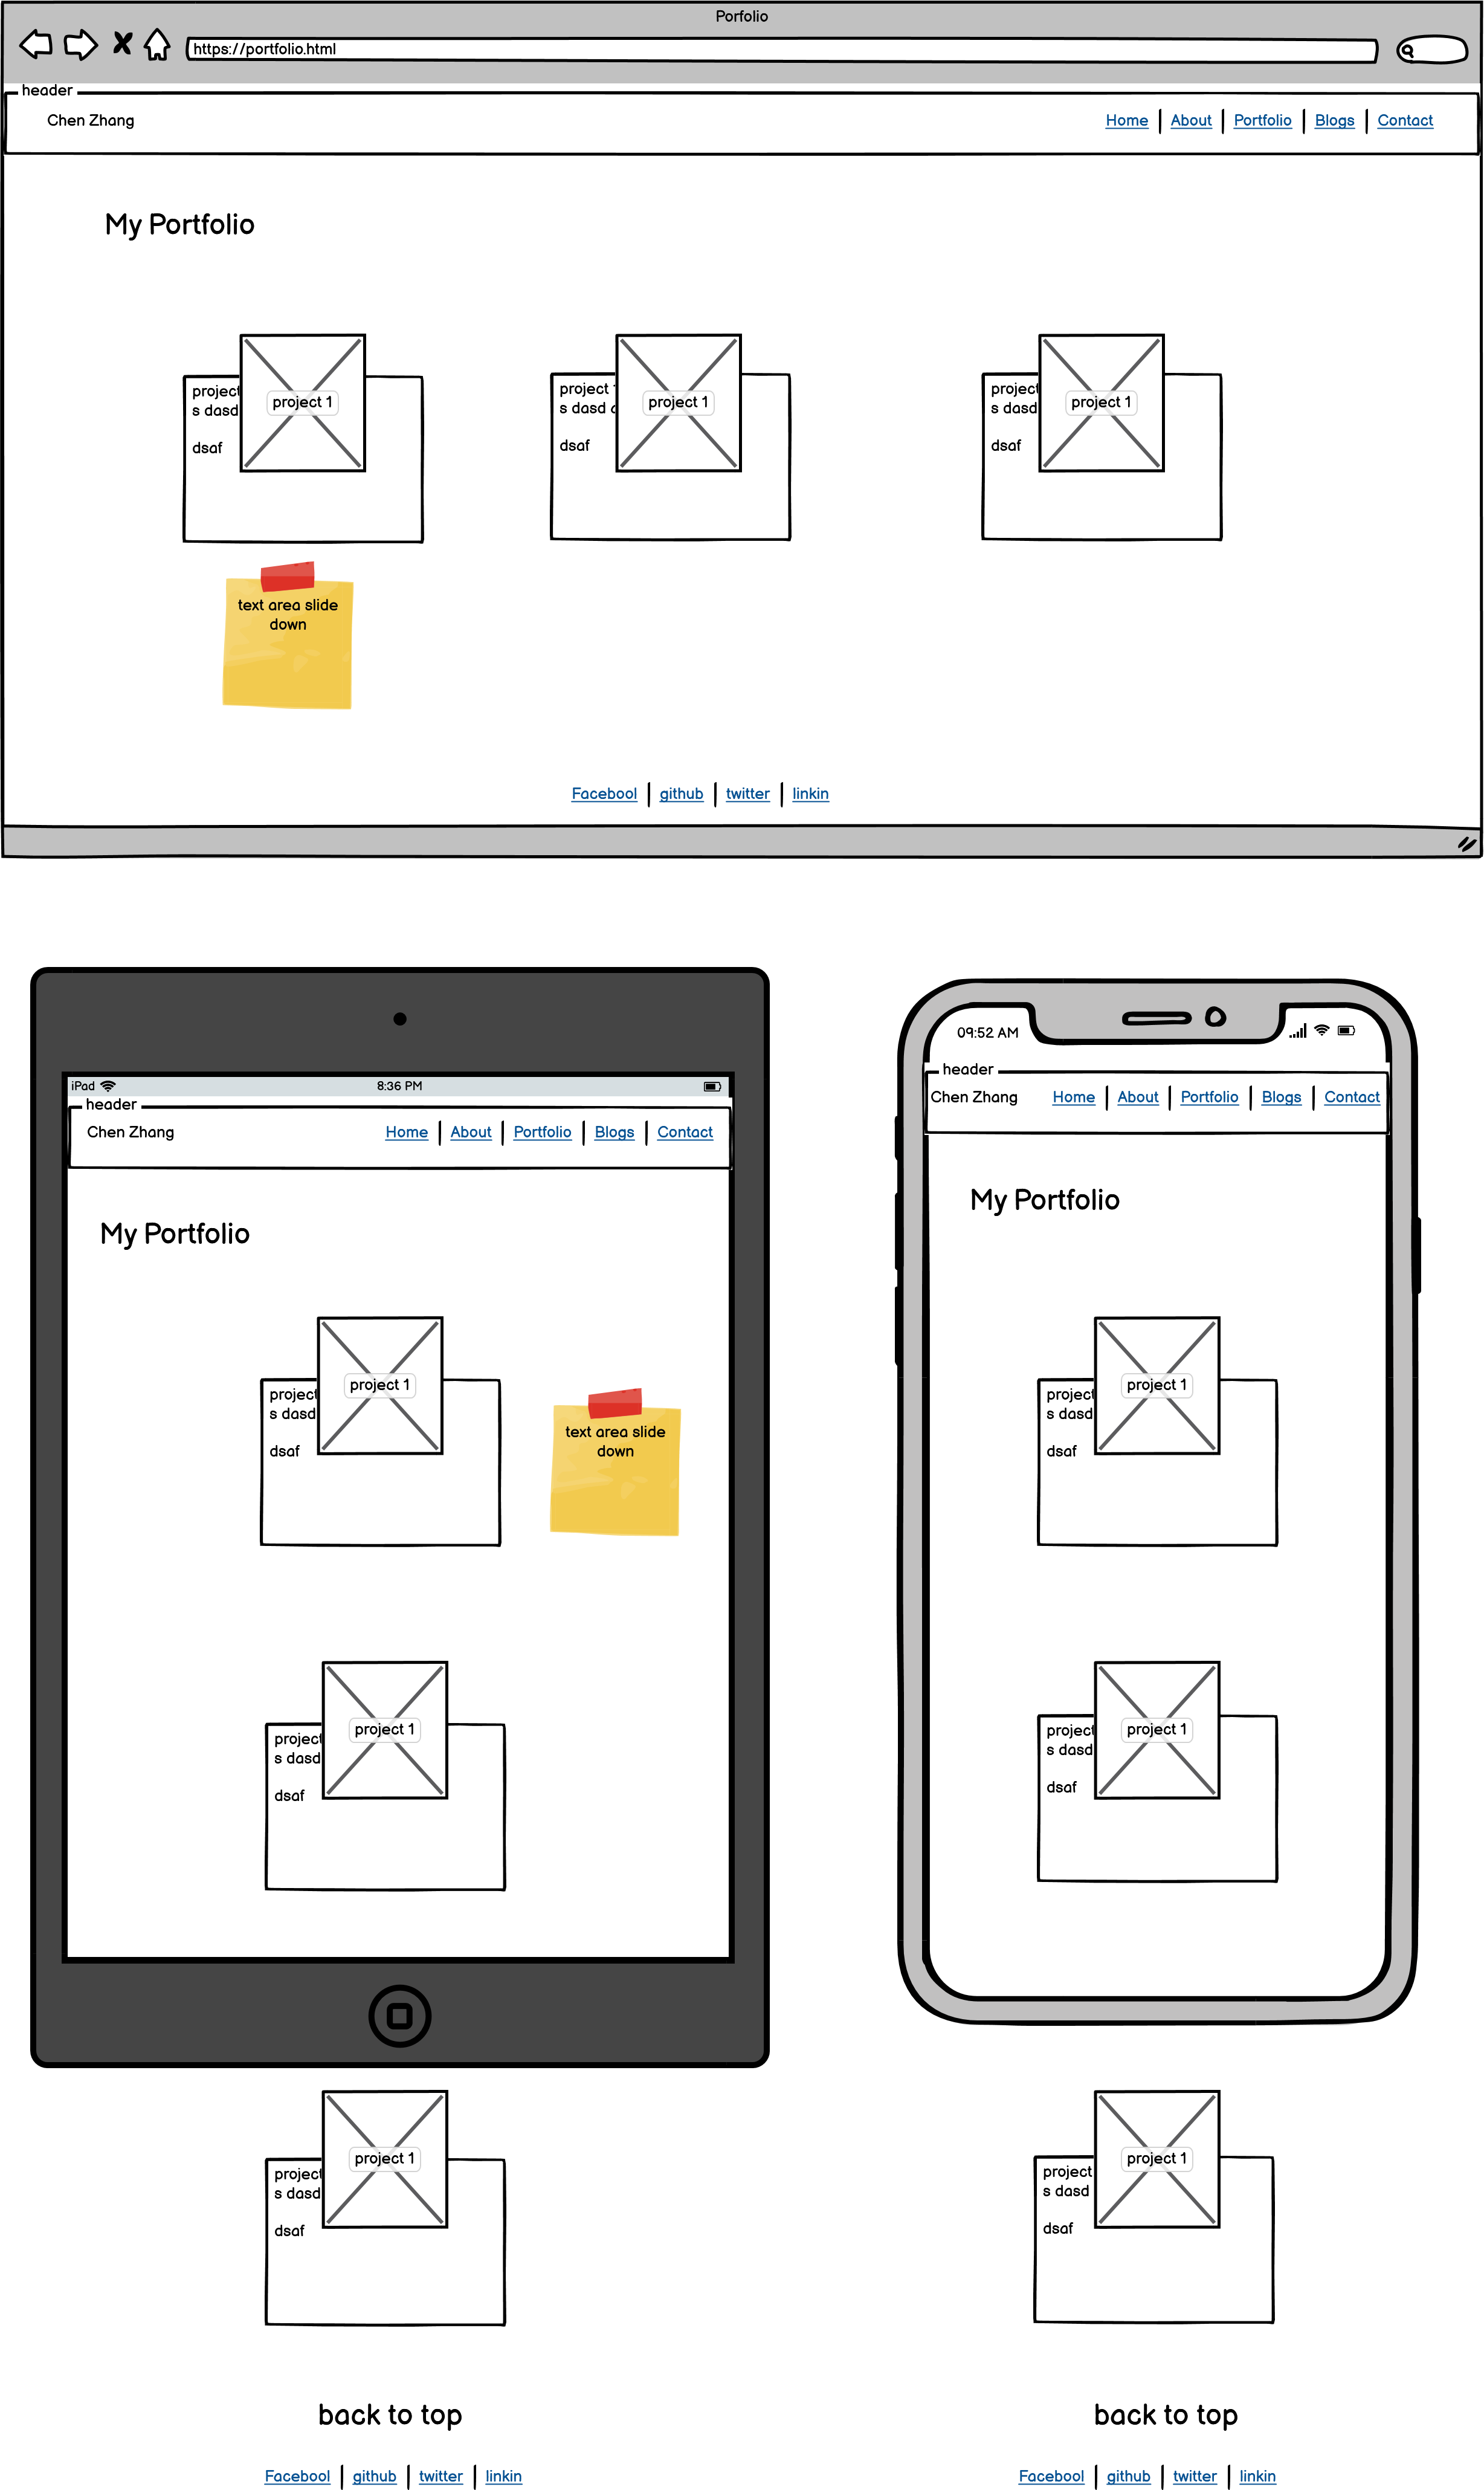 Porfolio
https://portfolio.html
header
Chen Zhang
Home About Portfolio Blogs Contact
My Portfolio
project
s dasd
dsaf
project 1
project
s dasd
dsaf
project 1
project
s dasd
dsaf
project 1
text area slide
down
Facebool github twitter linkin
iPad 8:36 PM
header
Chen Zhang
Home About Portfolio Blogs Contact
My Portfolio
project
s dasd
dsaf
project 1
text area slide
down
project
s dasd
dsaf
project 1
project
s dasd
dsaf
project 1
back to top
Facebool github twitter linkin
09:52 AM
header
Chen Zhang
Home About Portfolio Blogs Contact
My Portfolio
project
s dasd
dsaf
project 1
project
s dasd
dsaf
project 1
project
s dasd
dsaf
project 1
back to top
Facebool github twitter linkin